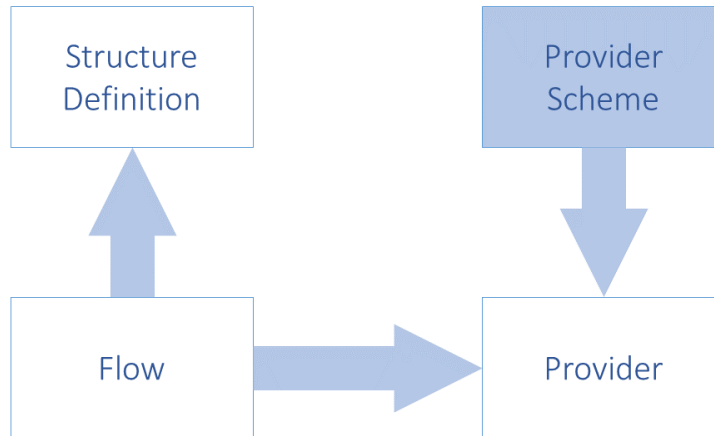 Structure
Definition
Provider
Scheme
Flow
Provider